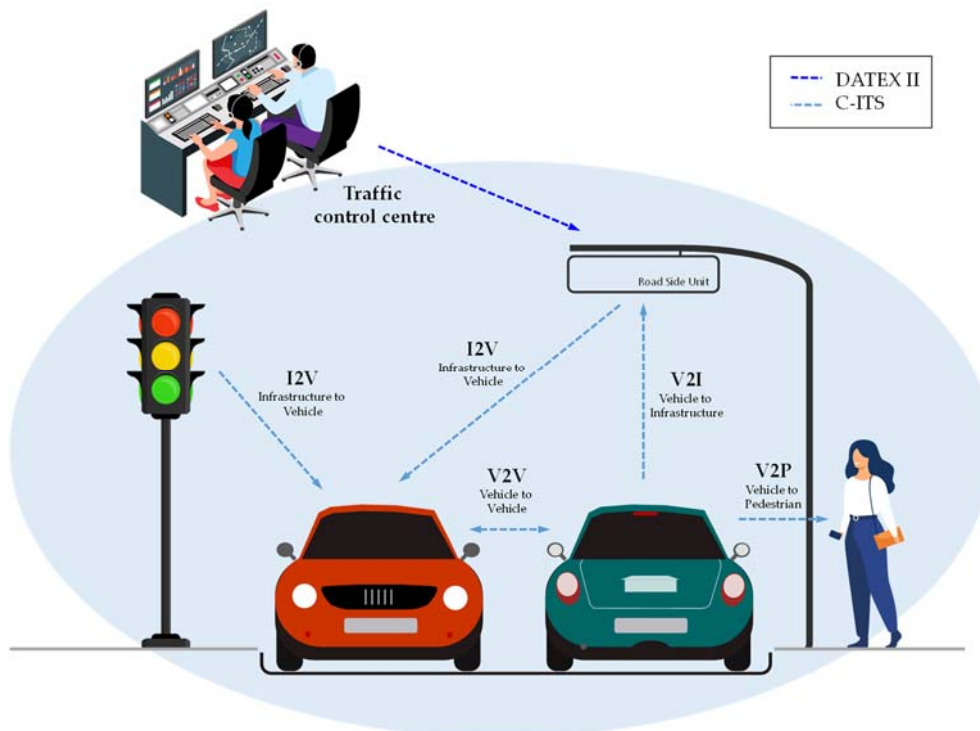 DATEX II
C-ITS
Traffic
control centre
Road Side Unit
I2V
Infrastructure to
Vehicle
I2V
Infrastructure to
Vehicle
V2I
Vehicle to
Infrastructure
V2V
Vehicle to
Vehicle
V2P
Vehicle to
Pedestrian